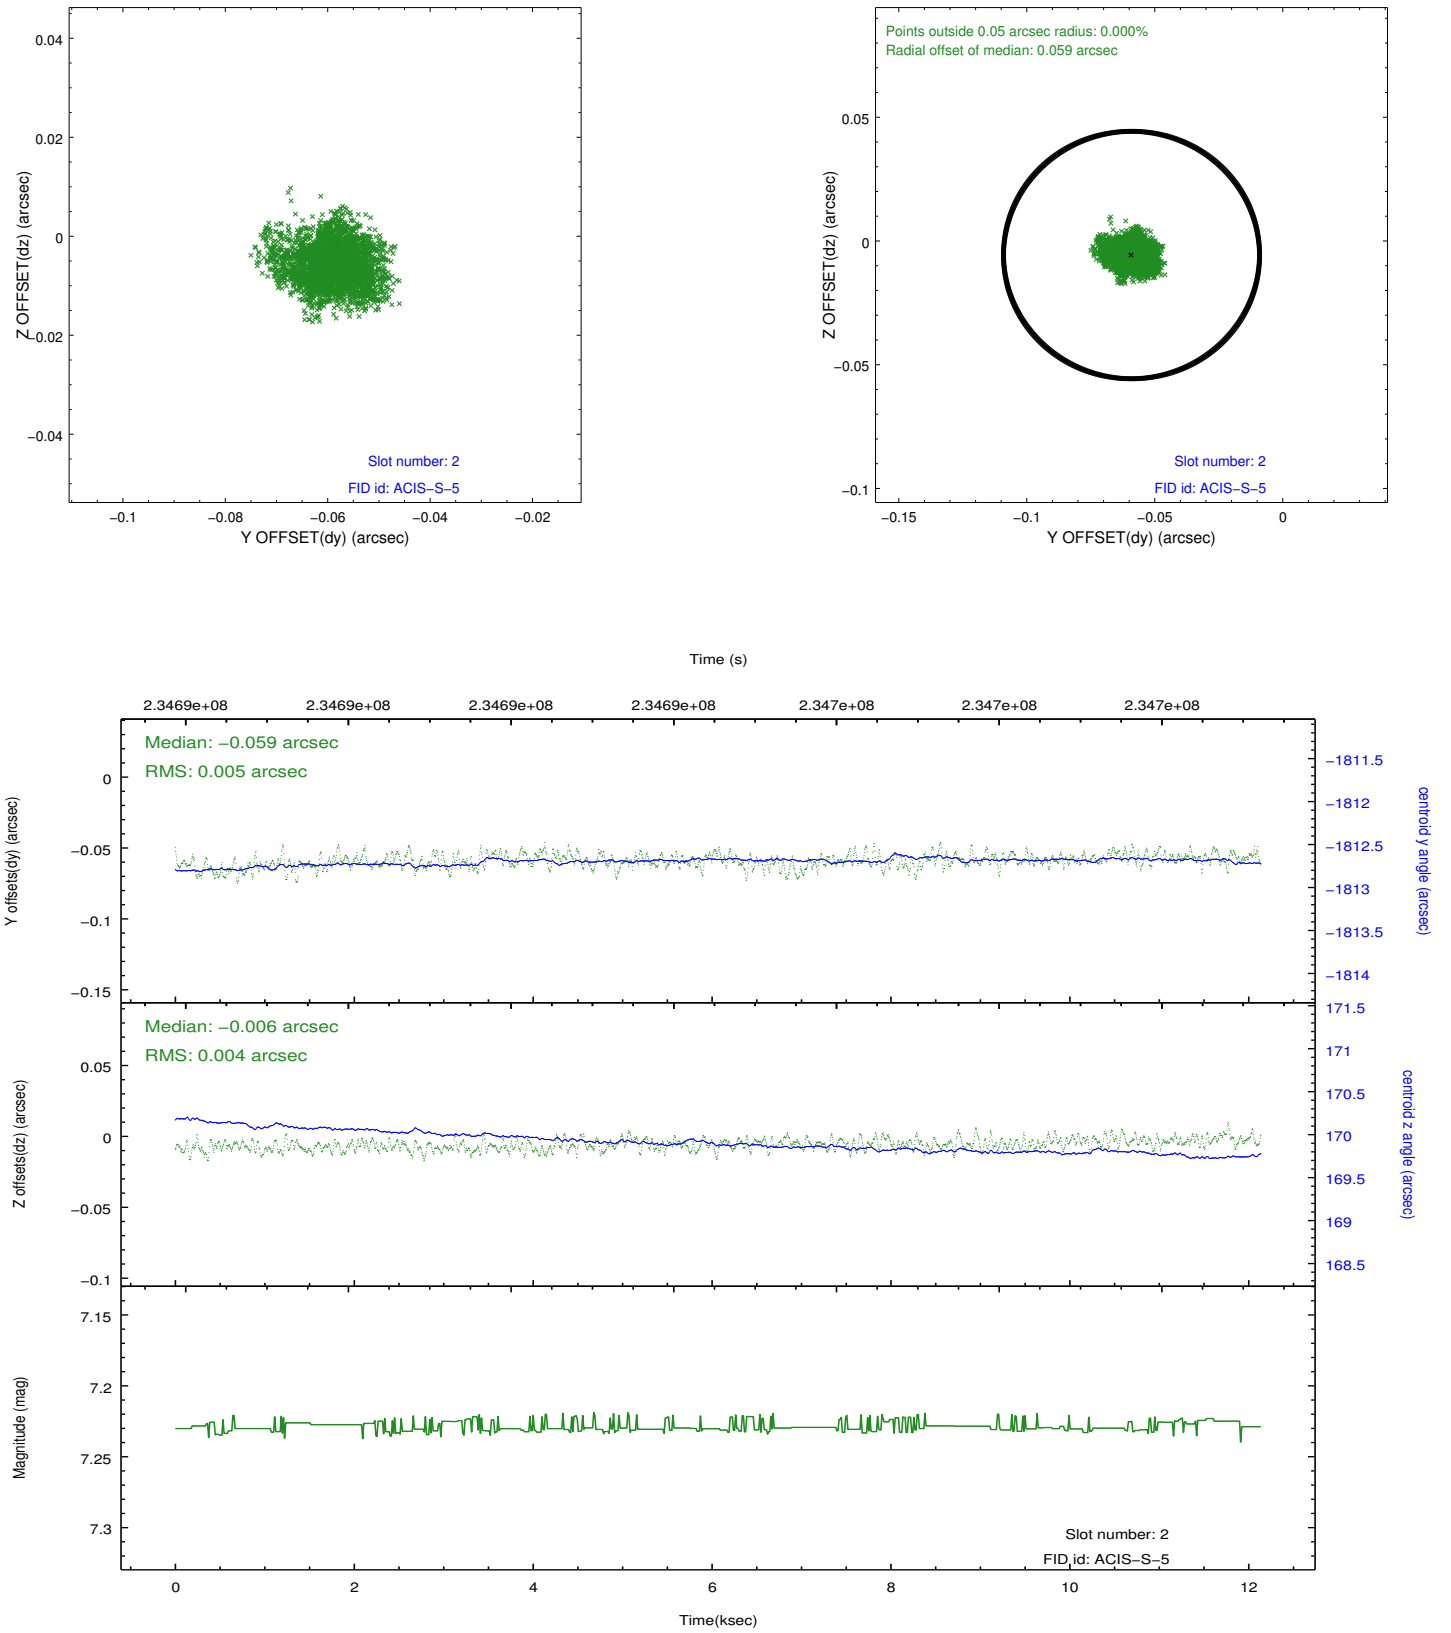 0.04
0.02
0
−0.02
−0.04
Z OFFSET(dz) (arcsec)
Slot number: 2
FID id: ACIS−S−5
−0.1
−0.08
−0.06
−0.04
−0.02
Y OFFSET(dy) (arcsec)
Points outside 0.05 arcsec radius: 0.000%
Radial offset of median: 0.059 arcsec
0.05
0
−0.05
−0.1
Z OFFSET(dz) (arcsec)
Slot number: 2
FID id: ACIS−S−5
−0.15
−0.1
−0.05
0
Y OFFSET(dy) (arcsec)
Time (s)
2.3469e+08
2.3469e+08
2.3469e+08
2.3469e+08
2.347e+08
2.347e+08
2.347e+08
Median: −0.059 arcsec
RMS: 0.005 arcsec
0
−0.05
−0.1
−0.15
Y offsets(dy) (arcsec)
−1811.5
−1812
−1812.5
−1813
−1813.5
−1814
centroid y angle (arcsec)
Median: −0.006 arcsec
RMS: 0.004 arcsec
0.05
0
−0.05
−0.1
Z offsets(dz) (arcsec)
171.5
171
170.5
170
169.5
169
168.5
centroid z angle (arcsec)
7.15
7.2
7.25
7.3
Magnitude (mag)
Slot number: 2
FID id: ACIS−S−5
0
2
4
6
8
10
12
Time(ksec)